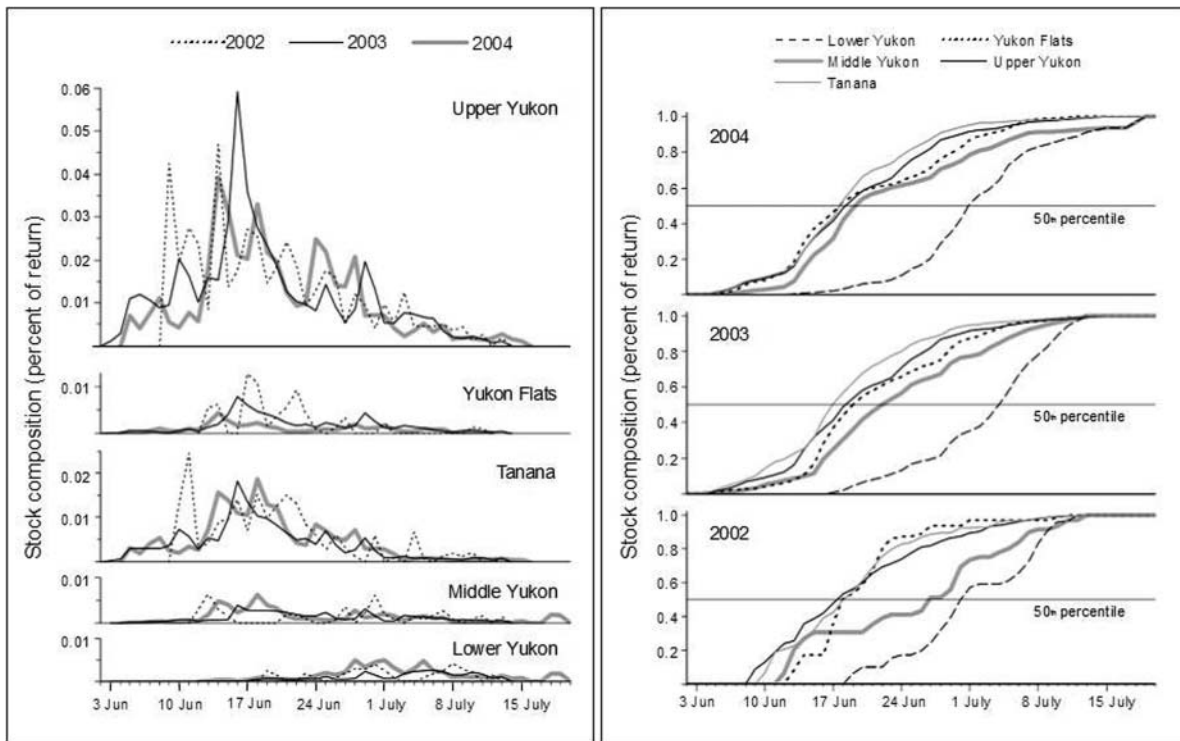 2002 2003 2004
Stock composition (percent of return)
0.06
0.05
0.04
0.03
0.02
0.01
Upper Yukon
0.01
Yukon Flats
0.02
0.01
Tanana
0.01
Middle Yukon
0.01
Lower Yukon
3 Jun 10 Jun 17 Jun 24 Jun 1 July 8 July 15 July
Lower Yukon Yukon Flats
Middle Yukon Upper Yukon
Tanana
Stock composition (percent of return)
2004
1.0
0.8
0.6
0.4
0.2
50th percentile
2003
1.0
0.8
0.6
0.4
0.2
50th percentile
2002
1.0
0.8
0.6
0.4
0.2
50th percentile
3 Jun 10 Jun 17 Jun 24 Jun 1 July 8 July 15 July